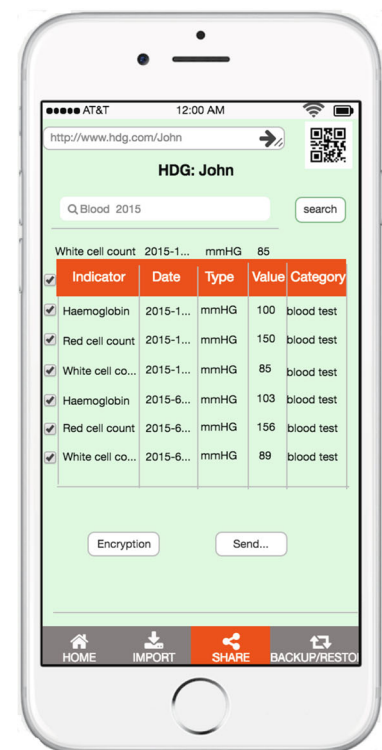 AT&T 12:00 AM
http://www.hdg.com/John
HDG: John
Blood 2015 search
White cell count 2015-1... mmHG 85
Indicator Date Type Value Category
Haemoglobin 2015-1... mmHG 100 blood test
Red cell count 2015-1... mmHG 150 blood test
White cell co... 2015-1... mmHG 85 blood test
Haemoglobin 2015-6... mmHG 103 blood test
Red cell count 2015-6... mmHG 156 blood test
White cell co... 2015-6... mmHG 89 blood test
Encryption Send...
HOME IMPORT SHARE BACKUP/RESTO